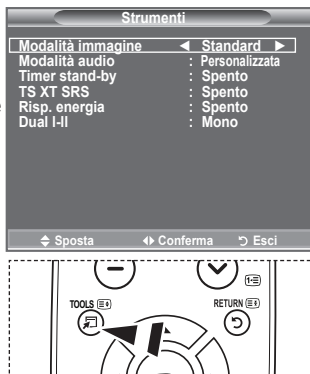 Strumenti
Modalità immagine ◄ Standard ►
Modalità audio : Personalizzata
Timer stand-by : Spento
TS XT SRS : Spento
Risp. energia : Spento
Dual I-II : Mono
Sposta Conferma Esci
TOOLS RETURN